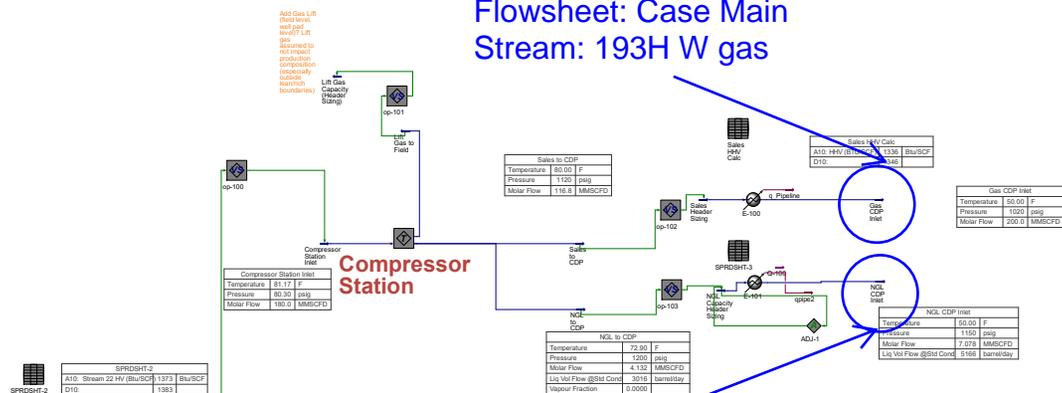 Flowsheet: Case Main
Stream: 193H W gas
Add Gas Lift
(field level,
well pad
level)? Lift
gas
assumed to
not impact
production
composition -
(especially
outside
lean/rich
boundaries)
Lift Gas
Capacity
(Header
Sizing)
op-101
Lift
Gas to
Field
op-100
Compressor
Station
Inlet
T
Compressor
Station
Compressor Station Inlet
Temperature 81.17 F
Pressure 80.30 psig
Molar Flow 180.0 MMSCFD
Sales to CDP
Temperature 80.00 F
Pressure 1120 psig
Molar Flow 116.8 MMSCFD
Sales
to
CDP
op-102
Sales
Header
Sizing
E-100
q_Pipeline
Sales
HHV
Calc
Sales HHV Calc
A10: HHV 1336 Btu/SCF
D10: 1346
Gas
CDP
Inlet
Gas CDP Inlet
Temperature 50.00 F
Pressure 1020 psig
Molar Flow 200.0 MMSCFD
SPRDSHT-3
NGL
to
CDP
op-103
NGL
Capacity
Header
Sizing
E-101
qpipe2
ADJ-1
NGL
CDP
Inlet
NGL CDP Inlet
Temperature 50.00 F
Pressure 1150 psig
Molar Flow 7.078 MMSCFD
Liq Vol Flow @Std Cond 5166 barrel/day
NGL to CDP
Temperature 72.90 F
Pressure 1200 psig
Molar Flow 4.132 MMSCFD
Liq Vol Flow @Std Cond 3016 barrel/day
Vapour Fraction 0.0000
SPRDSHT-2
SPRDSHT-2
A10: Stream 22 HV (Btu/SCF) 1373 Btu/SCF
D10: 1383